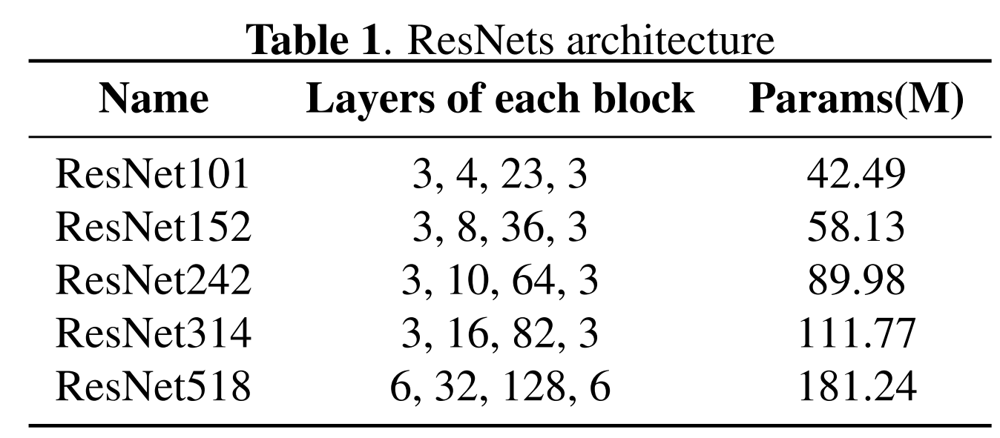 Table 1. ResNets architecture
Name Layers of each block Params(M)
ResNet101 3, 4, 23, 3 42.49
ResNet152 3, 8, 36, 3 58.13
ResNet242 3, 10, 64, 3 89.98
ResNet314 3, 16, 82, 3 111.77
ResNet518 6, 32, 128, 6 181.24